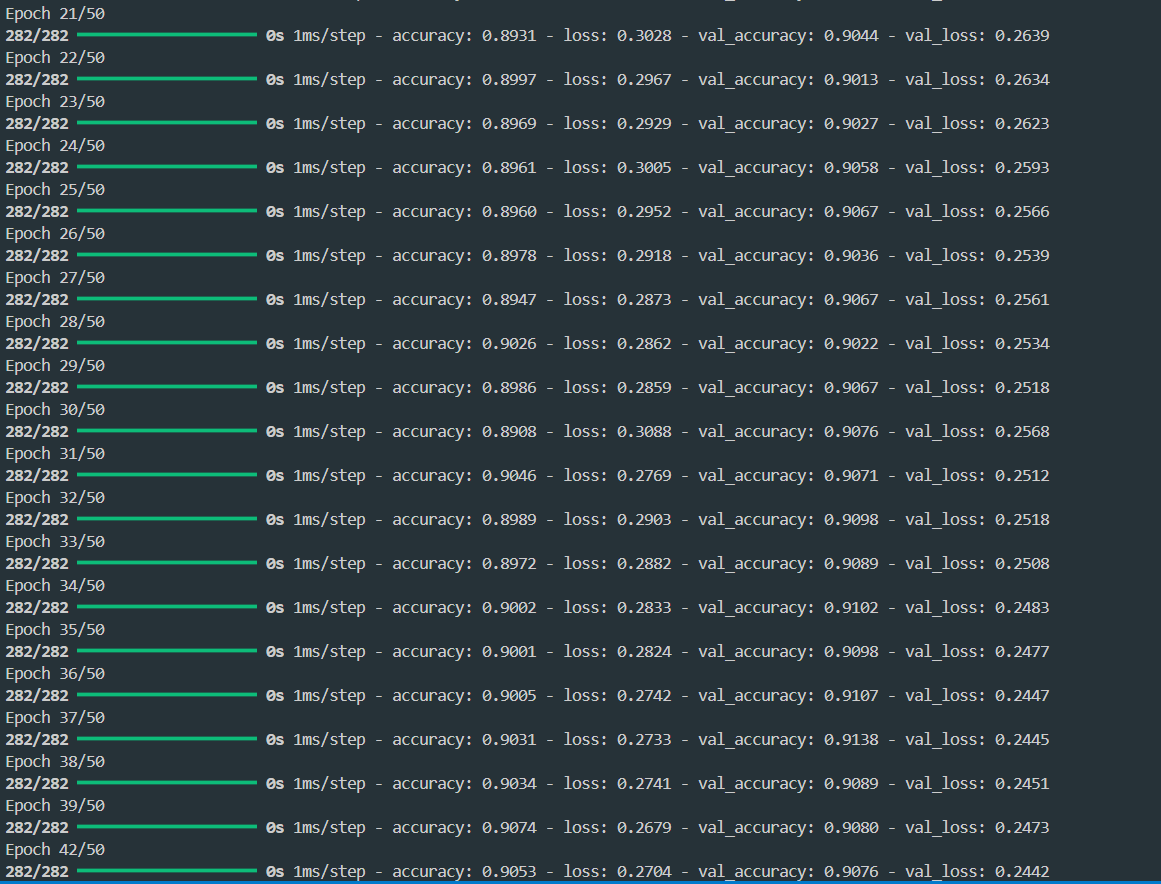 Epoch 21/50
282/282 0s 1ms/step - accuracy: 0.8931 - loss: 0.3028 - val_accuracy: 0.9044 - val_loss: 0.2639
Epoch 22/50
282/282 0s 1ms/step - accuracy: 0.8997 - loss: 0.2967 - val_accuracy: 0.9013 - val_loss: 0.2634
Epoch 23/50
282/282 0s 1ms/step - accuracy: 0.8969 - loss: 0.2929 - val_accuracy: 0.9027 - val_loss: 0.2623
Epoch 24/50
282/282 0s 1ms/step - accuracy: 0.8961 - loss: 0.3005 - val_accuracy: 0.9058 - val_loss: 0.2593
Epoch 25/50
282/282 0s 1ms/step - accuracy: 0.8960 - loss: 0.2952 - val_accuracy: 0.9067 - val_loss: 0.2566
Epoch 26/50
282/282 0s 1ms/step - accuracy: 0.8978 - loss: 0.2918 - val_accuracy: 0.9036 - val_loss: 0.2539
Epoch 27/50
282/282 0s 1ms/step - accuracy: 0.8947 - loss: 0.2873 - val_accuracy: 0.9067 - val_loss: 0.2561
Epoch 28/50
282/282 0s 1ms/step - accuracy: 0.9026 - loss: 0.2862 - val_accuracy: 0.9022 - val_loss: 0.2534
Epoch 29/50
282/282 0s 1ms/step - accuracy: 0.8986 - loss: 0.2859 - val_accuracy: 0.9067 - val_loss: 0.2518
Epoch 30/50
282/282 0s 1ms/step - accuracy: 0.8908 - loss: 0.3088 - val_accuracy: 0.9076 - val_loss: 0.2568
Epoch 31/50
282/282 0s 1ms/step - accuracy: 0.9046 - loss: 0.2769 - val_accuracy: 0.9071 - val_loss: 0.2512
Epoch 32/50
282/282 0s 1ms/step - accuracy: 0.8989 - loss: 0.2903 - val_accuracy: 0.9098 - val_loss: 0.2518
Epoch 33/50
282/282 0s 1ms/step - accuracy: 0.8972 - loss: 0.2882 - val_accuracy: 0.9089 - val_loss: 0.2508
Epoch 34/50
282/282 0s 1ms/step - accuracy: 0.9002 - loss: 0.2833 - val_accuracy: 0.9102 - val_loss: 0.2483
Epoch 35/50
282/282 0s 1ms/step - accuracy: 0.9001 - loss: 0.2824 - val_accuracy: 0.9098 - val_loss: 0.2477
Epoch 36/50
282/282 0s 1ms/step - accuracy: 0.9005 - loss: 0.2742 - val_accuracy: 0.9107 - val_loss: 0.2447
Epoch 37/50
282/282 0s 1ms/step - accuracy: 0.9031 - loss: 0.2733 - val_accuracy: 0.9138 - val_loss: 0.2445
Epoch 38/50
282/282 0s 1ms/step - accuracy: 0.9034 - loss: 0.2741 - val_accuracy: 0.9089 - val_loss: 0.2451
Epoch 39/50
282/282 0s 1ms/step - accuracy: 0.9074 - loss: 0.2679 - val_accuracy: 0.9080 - val_loss: 0.2473
Epoch 42/50
282/282 0s 1ms/step - accuracy: 0.9053 - loss: 0.2704 - val_accuracy: 0.9076 - val_loss: 0.2442